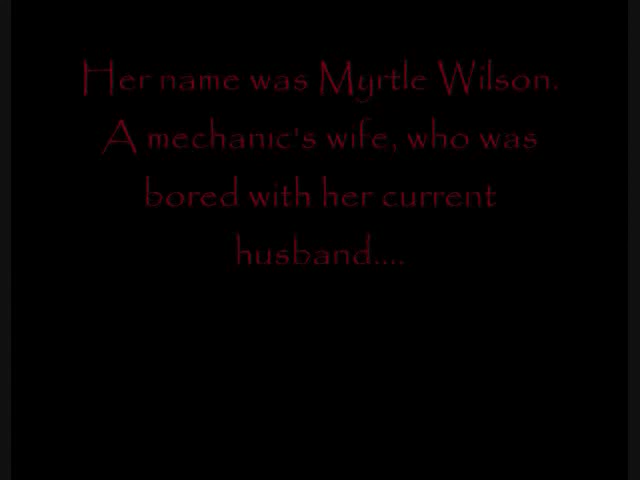 Her name was Myrtle Wilson.
A mechanic's wife, who was
bored with her current
husband....